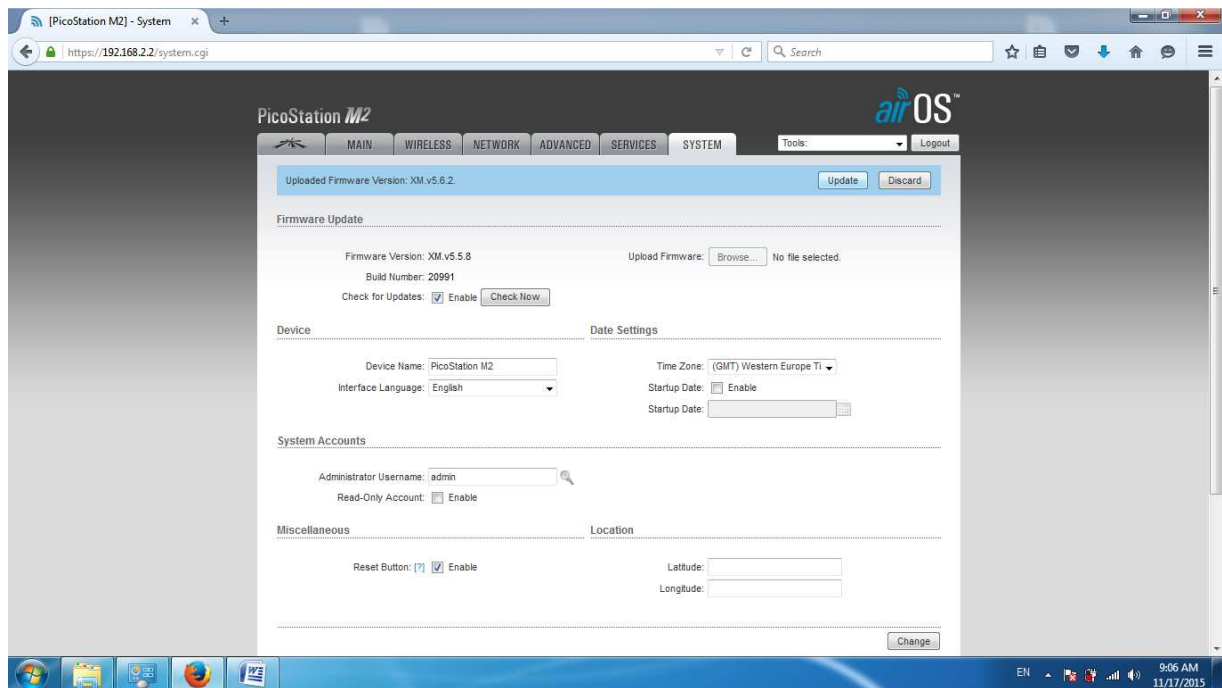 [PicoStation M2] - System
https://192.168.2.2/system.cgi
Search
PicoStation M2
airOS™
MAIN WIRELESS NETWORK ADVANCED SERVICES SYSTEM Tools: Logout
Uploaded Firmware Version: XM.v5.6.2. Update Discard
Firmware Update
Firmware Version: XM.v5.5.8 Upload Firmware: Browse... No file selected.
Build Number: 20991
Check for Updates: Enable Check Now
Device Date Settings
Device Name: PicoStation M2 Time Zone: (GMT) Western Europe Ti
Interface Language: English Startup Date: Enable
Startup Date:
System Accounts
Administrator Username: admin
Read-Only Account: Enable
Miscellaneous Location
Reset Button: [?] Enable Latitude:
Longitude:
Change
EN 9:06 AM
11/17/2015